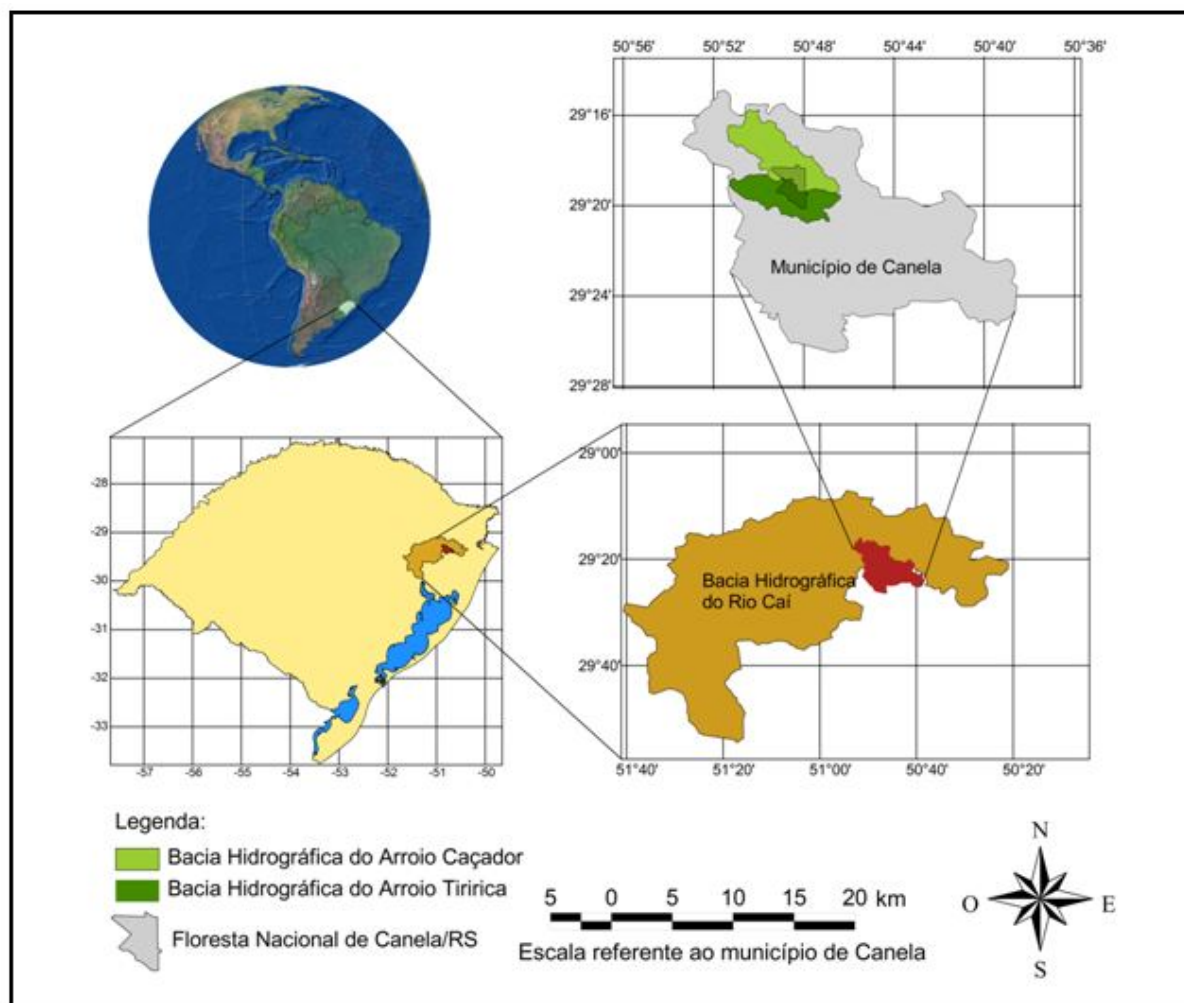 50°56' 50°52' 50°48' 50°44' 50°40' 50°36'
29°16'
29°20'
29°24'
29°28'
Município de Canela
-28
-29
-30
-31
-32
-33
-57 -56 -55 -54 -53 -52 -51 -50
29°00'
29°20'
29°40'
Bacia Hidrográfica
do Rio Caí
51°40' 51°20' 51°00' 50°40' 50°20'
Legenda:
Bacia Hidrográfica do Arroio Caçador
Bacia Hidrográfica do Arroio Tiririca
Floresta Nacional de Canela/RS
5 0 5 10 15 20 km
Escala referente ao município de Canela
N
O E
S